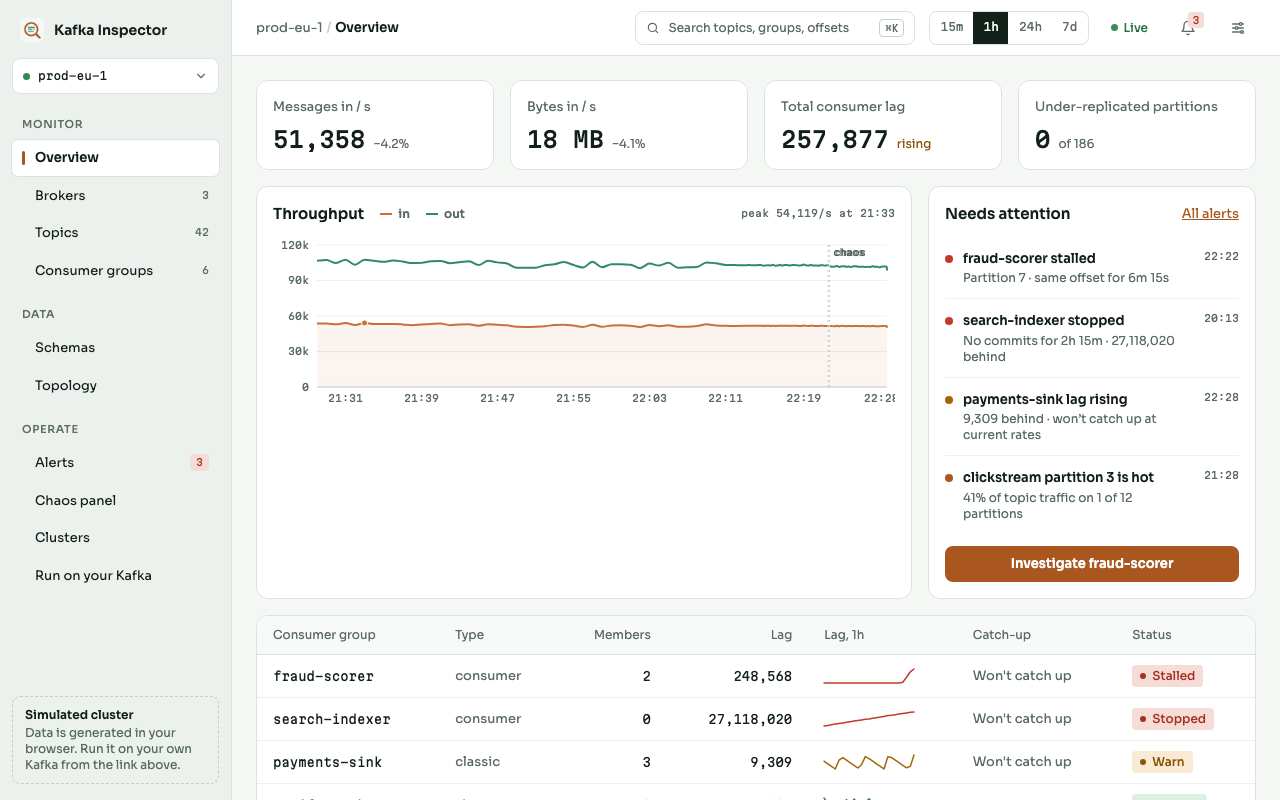 Kafka Inspector
prod-eu-1
MONITOR
Overview
Brokers 3
Topics 42
Consumer groups 6
DATA
Schemas
Topology
OPERATE
Alerts 3
Chaos panel
Clusters
Run on your Kafka
Simulated cluster
Data is generated in your
browser. Run it on your own
Kafka from the link above.
prod-eu-1 / Overview
Search topics, groups, offsets ⌘K
15m 1h 24h 7d
Live
3
Messages in / s
51,358 −4.2%
Bytes in / s
18 MB −4.1%
Total consumer lag
257,877 rising
Under-replicated partitions
0 of 186
Throughput in out peak 54,119/s at 21:33
120k
90k
60k
30k
0
chaos
21:31 21:39 21:47 21:55 22:03 22:11 22:19 22:28
Needs attention All alerts
fraud-scorer stalled 22:22
Partition 7 · same offset for 6m 15s
search-indexer stopped 20:13
No commits for 2h 15m · 27,118,020
behind
payments-sink lag rising 22:28
9,309 behind · won't catch up at
current rates
clickstream partition 3 is hot 21:28
41% of topic traffic on 1 of 12
partitions
Investigate fraud-scorer
Consumer group Type Members Lag Lag, 1h Catch-up Status
fraud-scorer consumer 2 248,568 Won't catch up Stalled
search-indexer consumer 0 27,118,020 Won't catch up Stopped
payments-sink classic 3 9,309 Won't catch up Warn